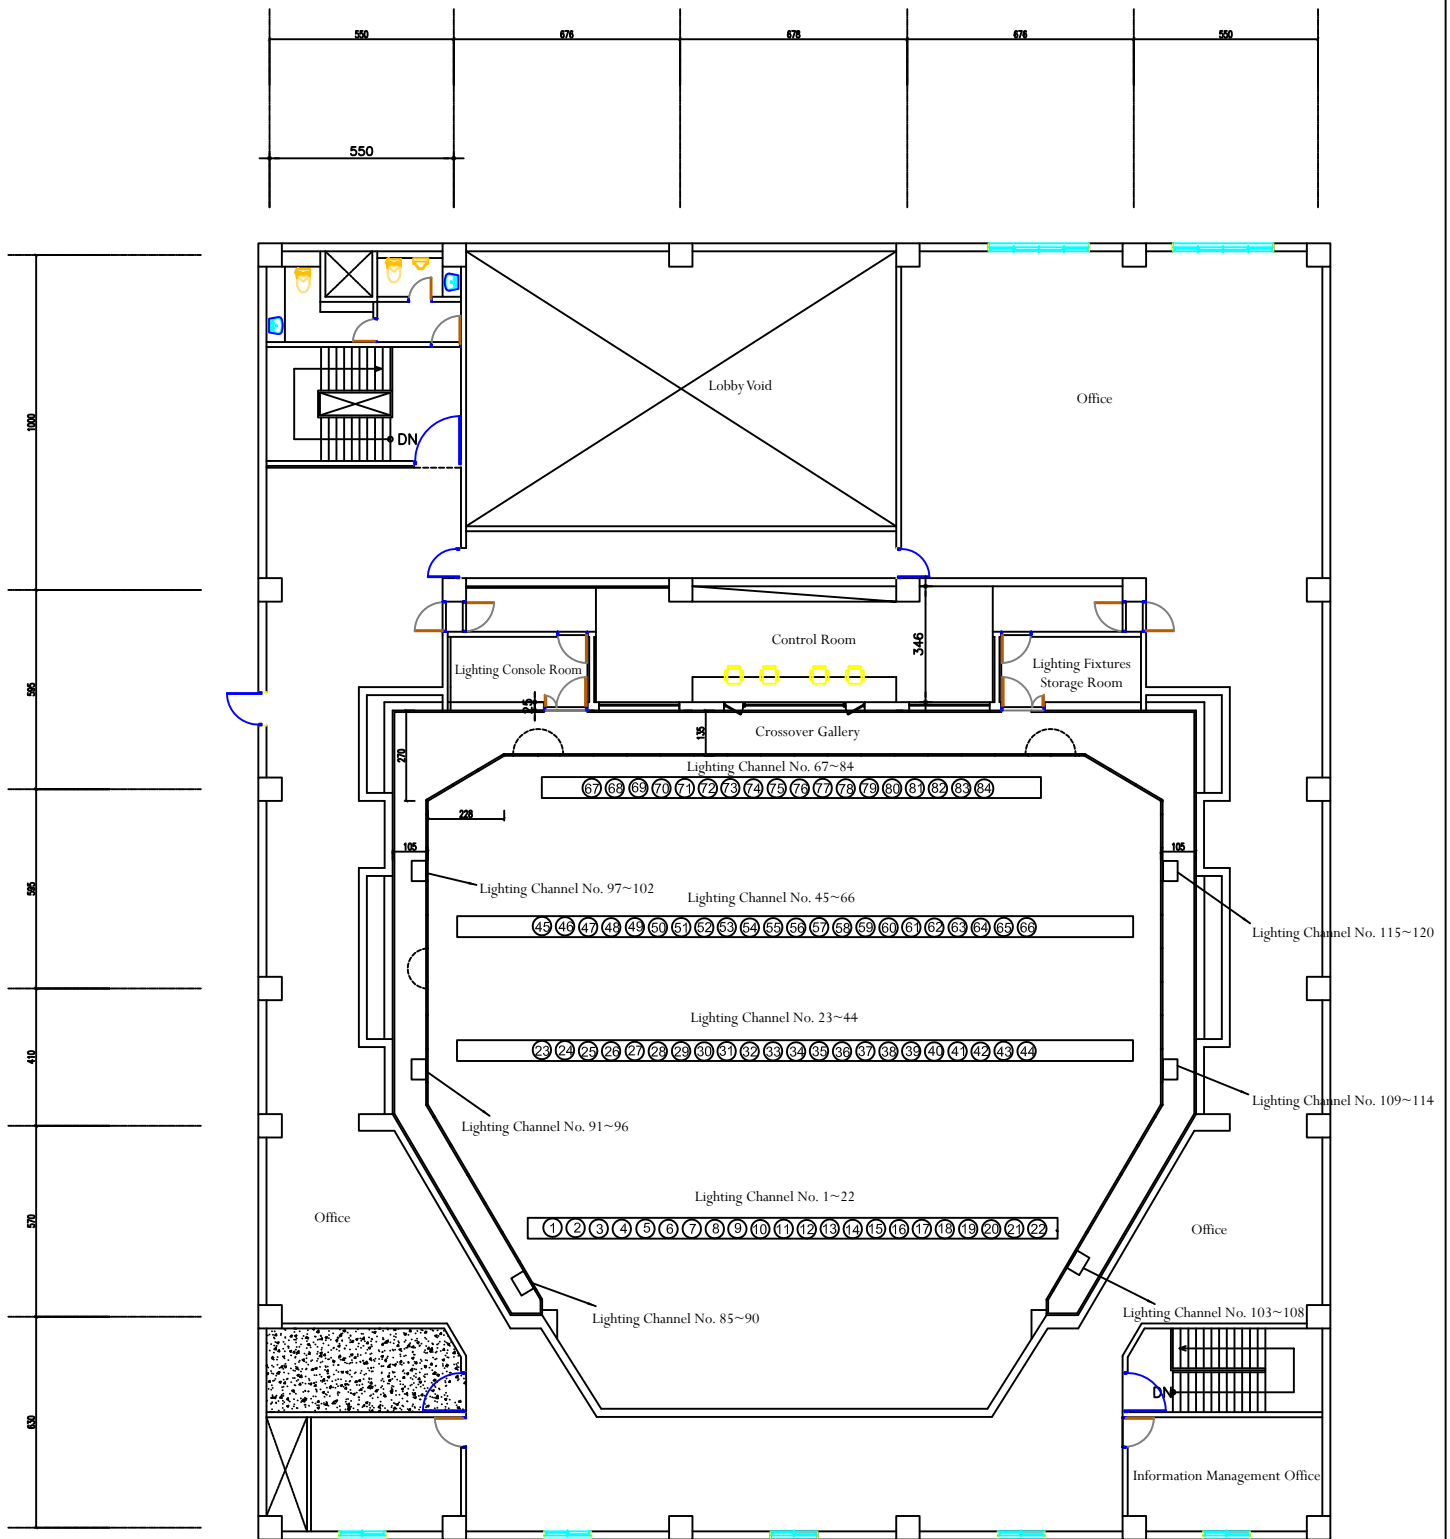 550
676
678
676
550
550
Lobby Void
Office
1000
DN
Control Room
346
Lighting Console Room
Lighting Fixtures
Storage Room
595
25
135
Crossover Gallery
270
Lighting Channel No. 67~84
67 68 69 70 71 72 73 74 75 76 77 78 79 80 81 82 83 84
228
105
105
Lighting Channel No. 97~102
Lighting Channel No. 45~66
595
45 46 47 48 49 50 51 52 53 54 55 56 57 58 59 60 61 62 63 64 65 66
Lighting Channel No. 115~120
Lighting Channel No. 23~44
410
23 24 25 26 27 28 29 30 31 32 33 34 35 36 37 38 39 40 41 42 43 44
Lighting Channel No. 109~114
Lighting Channel No. 91~96
Lighting Channel No. 1~22
Office
570
1 2 3 4 5 6 7 8 9 10 11 12 13 14 15 16 17 18 19 20 21 22
Office
Lighting Channel No. 85~90
Lighting Channel No. 103~108
DN
630
Information Management Office